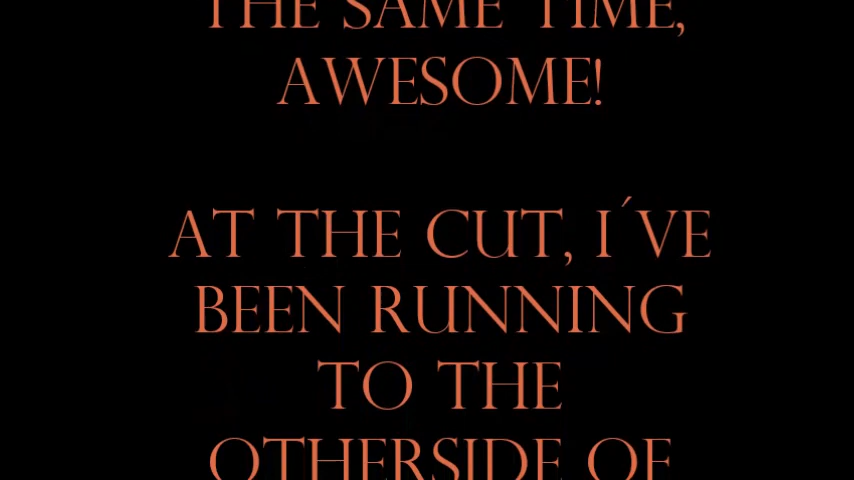 THE SAME TIME,
AWESOME!
AT THE CUT, I´VE
BEEN RUNNING
TO THE
OTHERSIDE OF